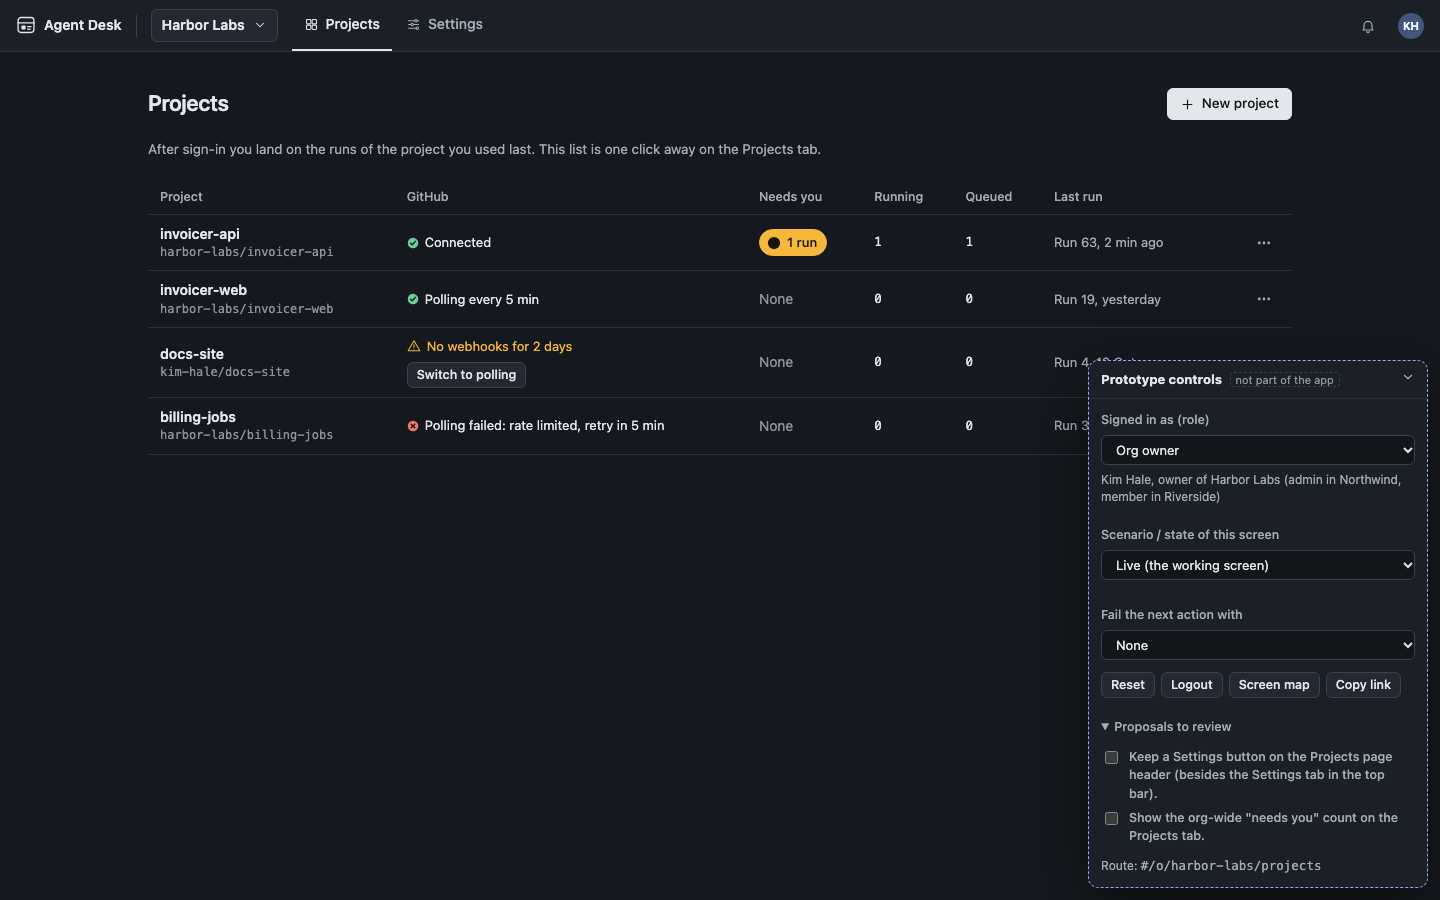 Agent Desk
Harbor Labs
Projects
Settings
KH
Projects
New project
After sign-in you land on the runs of the project you used last. This list is one click away on the Projects tab.
Project GitHub Needs you Running Queued Last run
invoicer-api
harbor-labs/invoicer-api
Connected
1 run
1
1
Run 63, 2 min ago
invoicer-web
harbor-labs/invoicer-web
Polling every 5 min
None
0
0
Run 19, yesterday
docs-site
kim-hale/docs-site
No webhooks for 2 days
Switch to polling
None
0
0
Run 4
billing-jobs
harbor-labs/billing-jobs
Polling failed: rate limited, retry in 5 min
None
0
0
Run 3
Prototype controls not part of the app
Signed in as (role)
Org owner
Kim Hale, owner of Harbor Labs (admin in Northwind,
member in Riverside)
Scenario / state of this screen
Live (the working screen)
Fail the next action with
None
Reset
Logout
Screen map
Copy link
Proposals to review
Keep a Settings button on the Projects page
header (besides the Settings tab in the top
bar).
Show the org-wide "needs you" count on the
Projects tab.
Route: #/o/harbor-labs/projects